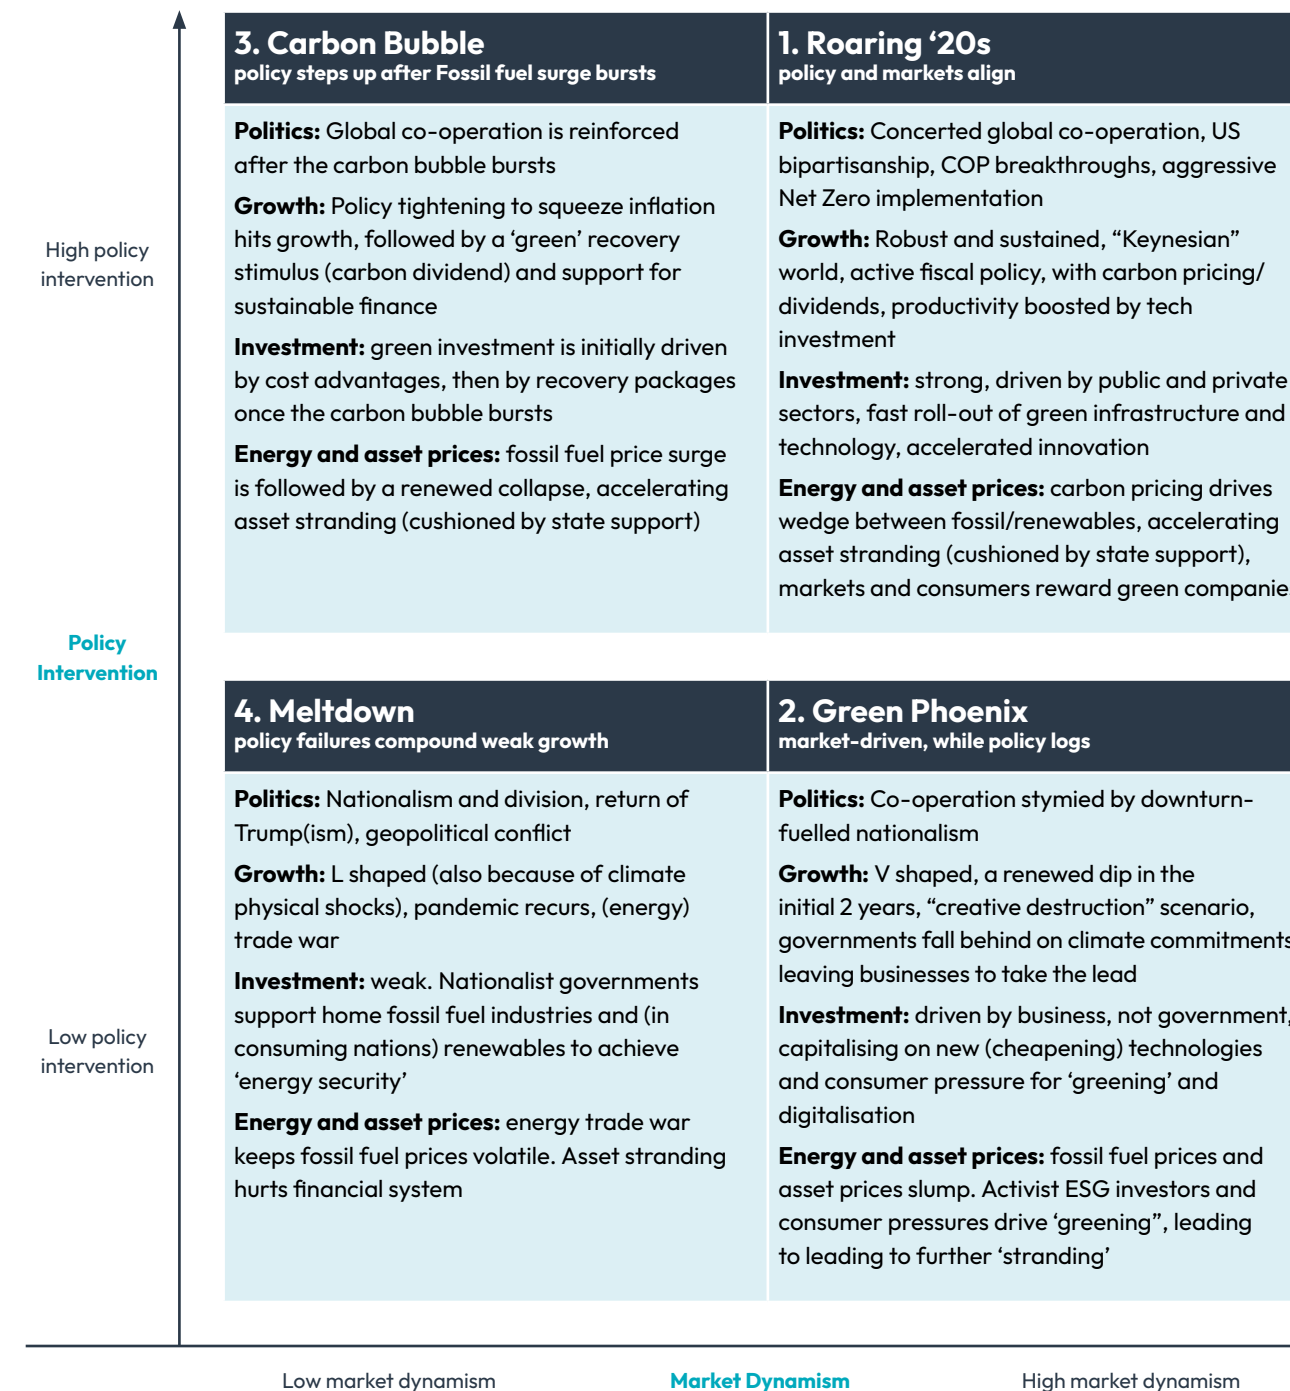 3. Carbon Bubble
policy steps up after Fossil fuel surge bursts
Politics: Global co-operation is reinforced
after the carbon bubble bursts
Growth: Policy tightening to squeeze inflation
hits growth, followed by a ‘green’ recovery
stimulus (carbon dividend) and support for
sustainable finance
Investment: green investment is initially driven
by cost advantages, then by recovery packages
once the carbon bubble bursts
Energy and asset prices: fossil fuel price surge
is followed by a renewed collapse, accelerating
asset stranding (cushioned by state support)
1. Roaring ‘20s
policy and markets align
Politics: Concerted global co-operation, US
bipartisanship, COP breakthroughs, aggressive
Net Zero implementation
Growth: Robust and sustained, “Keynesian”
world, active fiscal policy, with carbon pricing/
dividends, productivity boosted by tech
investment
Investment: strong, driven by public and private
sectors, fast roll-out of green infrastructure and
technology, accelerated innovation
Energy and asset prices: carbon pricing drives
wedge between fossil/renewables, accelerating
asset stranding (cushioned by state support),
markets and consumers reward green companie
High policy
intervention
Policy
Intervention
4. Meltdown
policy failures compound weak growth
Politics: Nationalism and division, return of
Trump(ism), geopolitical conflict
Growth: L shaped (also because of climate
physical shocks), pandemic recurs, (energy)
trade war
Investment: weak. Nationalist governments
support home fossil fuel industries and (in
consuming nations) renewables to achieve
‘energy security’
Energy and asset prices: energy trade war
keeps fossil fuel prices volatile. Asset stranding
hurts financial system
2. Green Phoenix
market-driven, while policy logs
Politics: Co-operation stymied by downturn-
fuelled nationalism
Growth: V shaped, a renewed dip in the
initial 2 years, “creative destruction” scenario,
governments fall behind on climate commitments
leaving businesses to take the lead
Investment: driven by business, not government,
capitalising on new (cheapening) technologies
and consumer pressure for ‘greening’ and
digitalisation
Energy and asset prices: fossil fuel prices and
asset prices slump. Activist ESG investors and
consumer pressures drive ‘greening”, leading
to leading to further ‘stranding’
Low policy
intervention
Low market dynamism
Market Dynamism
High market dynamism